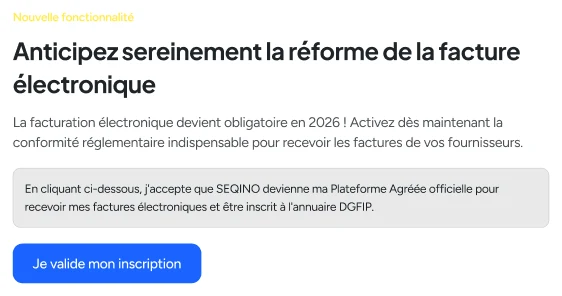 Nouvelle fonctionnalité
Anticipez sereinement la réforme de la facture
électronique
La facturation électronique devient obligatoire en 2026 ! Activez dès maintenant la
conformité réglementaire indispensable pour recevoir les factures de vos fournisseurs.
En cliquant ci-dessous, j'accepte que SEQINO devienne ma Plateforme Agréée officielle pour
recevoir mes factures électroniques et être inscrit à l'annuaire DGFIP.
Je valide mon inscription